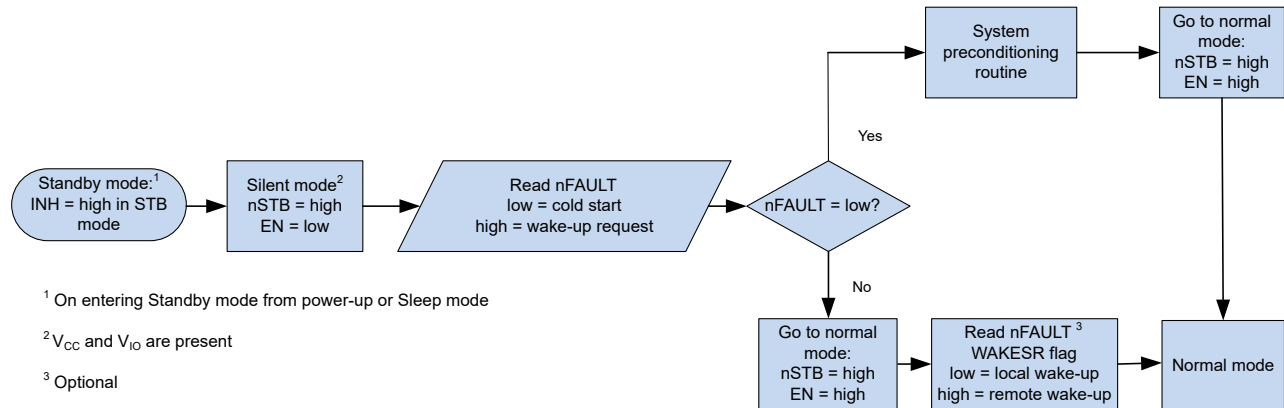 Standby mode:1
INH = high in STB
mode
Silent mode2
nSTB = high
EN = low
Read nFAULT
low = cold start
high = wake-up request
nFAULT = low?
Yes
System
preconditioning
routine
Go to normal
mode:
nSTB = high
EN = high
No
Go to normal
mode:
nSTB = high
EN = high
Read nFAULT 3
WAKESR flag
low = local wake-up
high = remote wake-up
Normal mode
1 On entering Standby mode from power-up or Sleep mode
2 VCC and VIO are present
3 Optional